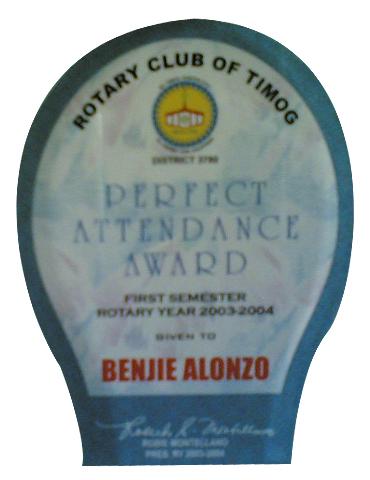 ROTARY CLUB OF TIMOG
DISTRICT 3780
PERFECT
ATTENDANCE
AWARD
FIRST SEMESTER
ROTARY YEAR 2003-2004
GIVEN TO
BENJIE ALONZO
ROBIE MONTELLANO
PRES. RY 2003-2004